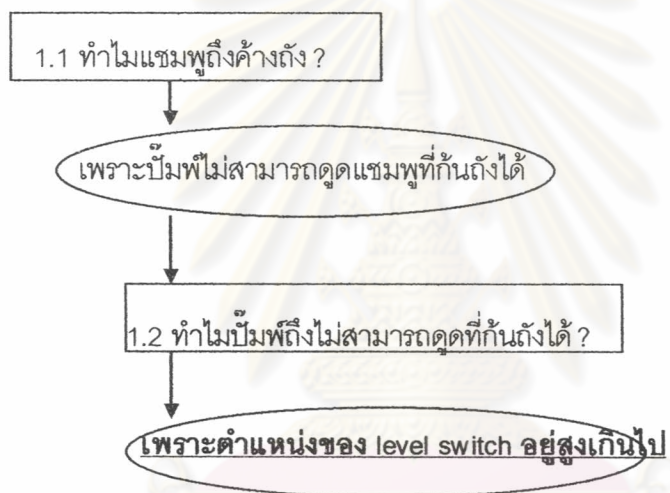 1.1 ทำไมแชมพูถึงค้างถัง ?
เพราะปั๊มพ์ไม่สามารถดูดแชมพูที่ก้นถังได้
1.2 ทำไมปั๊มพ์ถึงไม่สามารถดูดที่ก้นถังได้ ?
เพราะตำแหน่งของ level switch อยู่สูงเกินไป